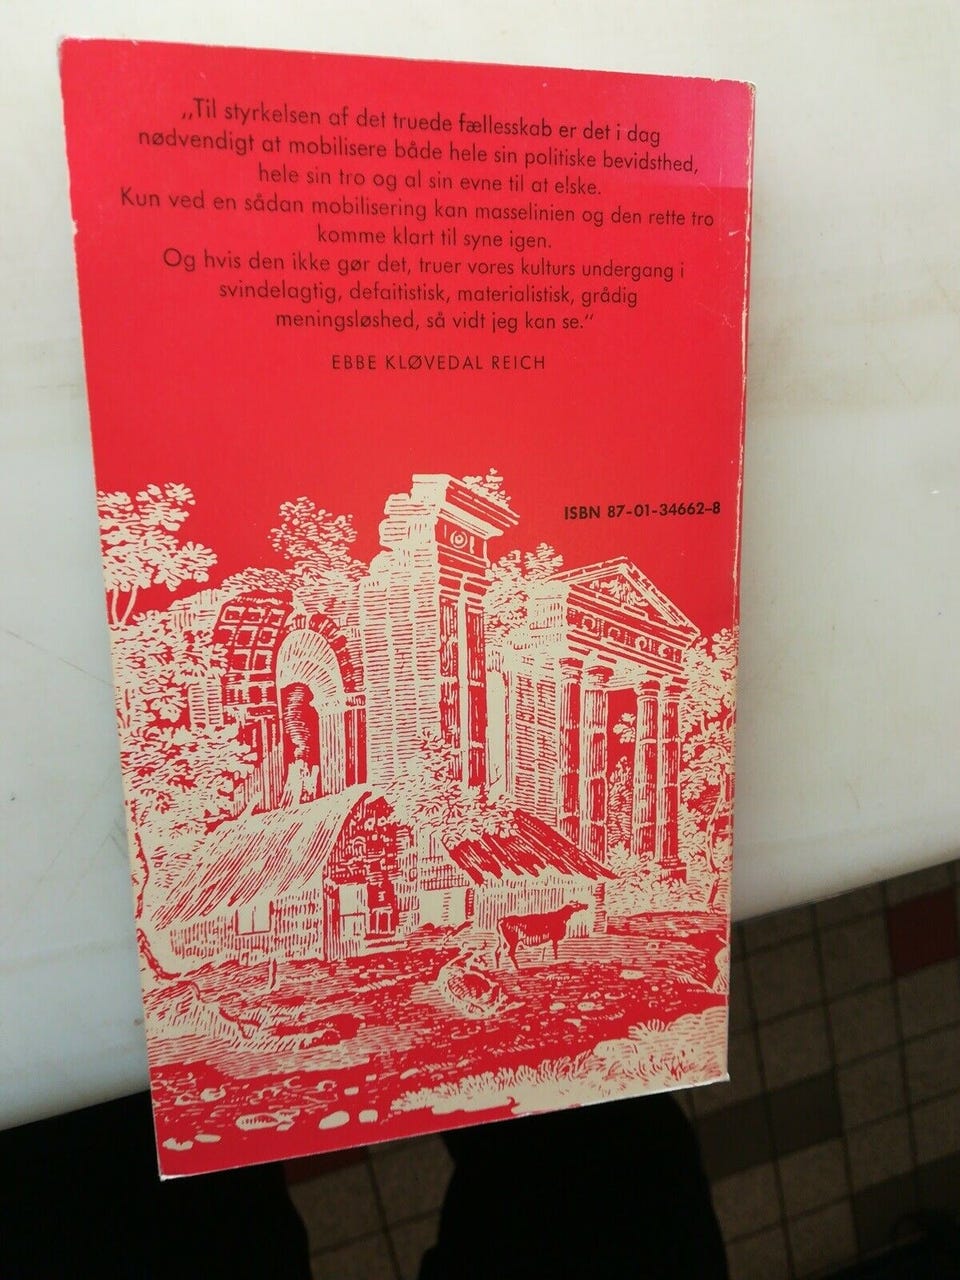 „Til styrkelsen af det truede fællesskab er det i dag
nødvendigt at mobilisere både hele sin politiske bevidsthed,
hele sin tro og al sin evne til at elske.
Kun ved en sådan mobilisering kan masselinien og den rette tro
komme klart til syne igen.
Og hvis den ikke gør det, truer vores kulturs undergang i
svindelagtig, defaitistisk, materialistisk, grådig
meningsløshed, så vidt jeg kan se.“
EBBE KLØVEDAL REICH
ISBN 87-01-34662-8